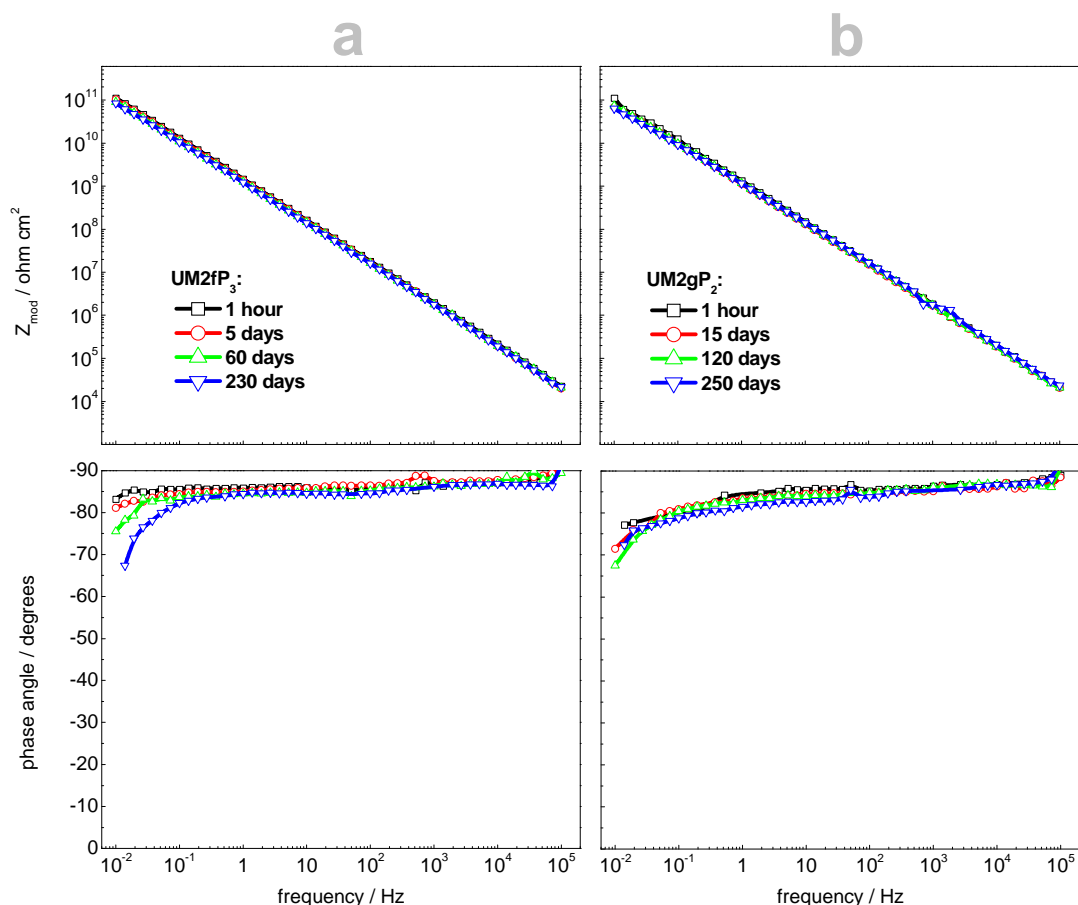 a
b
10^11
10^10
10^9
10^8
10^7
10^6
10^5
10^4
Z_mod / ohm cm^2
UM2fP_3:
1 hour
5 days
60 days
230 days
UM2gP_2:
1 hour
15 days
120 days
250 days
-90
-80
-70
-60
-50
-40
-30
-20
-10
0
phase angle / degrees
10^-2 10^-1 1 10 10^2 10^3 10^4 10^5
10^-2 10^-1 1 10 10^2 10^3 10^4 10^5
frequency / Hz
frequency / Hz